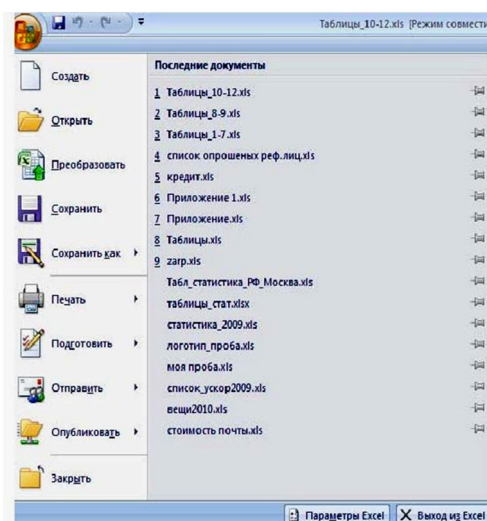 Таблицы_10-12.xls [Режим совмести
Создать
Открыть
Преобразовать
Сохранить
Сохранить как
Печать
Подготовить
Отправить
Опубликовать
Закрыть
Последние документы
1 Таблицы_10-12.xls
2 Таблицы_8-9.xls
3 Таблицы_1-7.xls
4 список опрошеных реф.лиц.xls
5 кредит.xls
6 Приложение 1.xls
7 Приложение.xls
8 Таблицы.xls
9 zarp.xls
Табл_статистика_РФ_Москва.xls
таблицы_стат.xlsx
статистика_2009.xls
логотип_проба.xls
моя проба.xls
список_ускор2009.xls
вещи2010.xls
стоимость почты.xls
Параметры Excel Выход из Excel